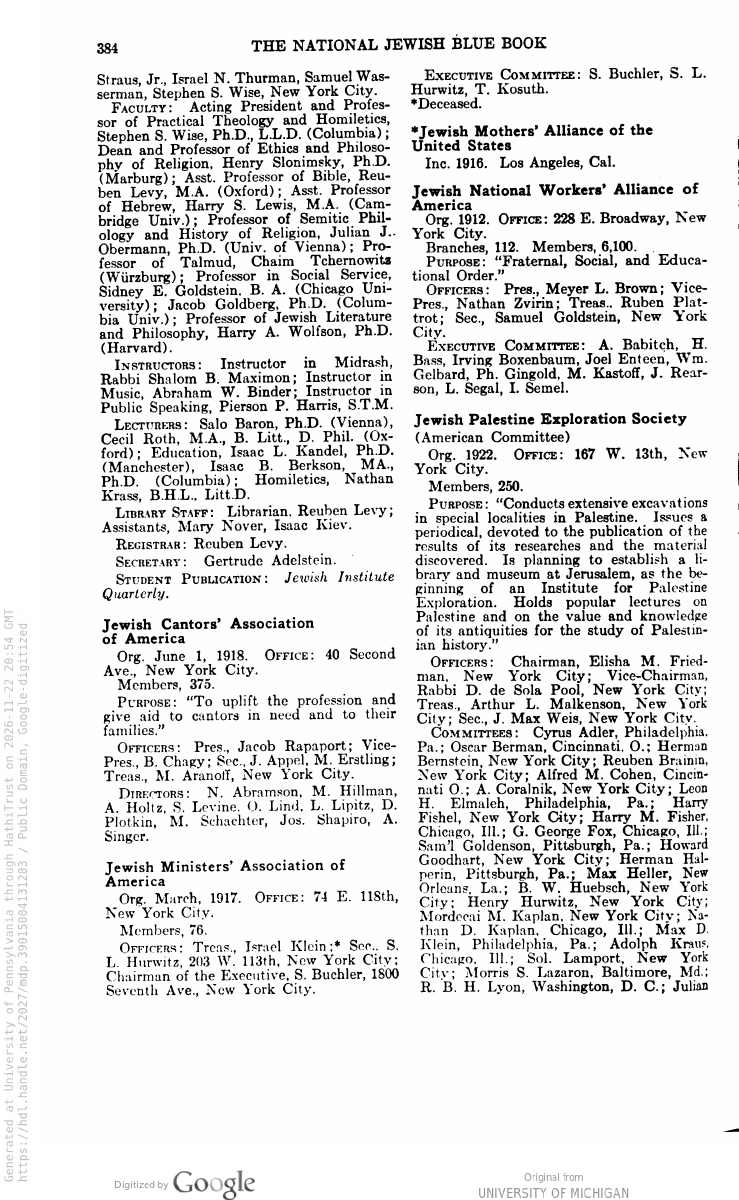 384
THE NATIONAL JEWISH BLUE BOOK
Straus, Jr., Israel N. Thurman, Samuel Was-
serman, Stephen S. Wise, New York City.
FACULTY: Acting President and Profes-
sor of Practical Theology and Homiletics,
Stephen S. Wise, Ph.D., L.L.D. (Columbia);
Dean and Professor of Ethics and Philoso-
phy of Religion, Henry Slonimsky, Ph.D.
(Marburg); Asst. Professor of Bible, Reu-
ben Levy, M.A. (Oxford); Asst. Professor
of Hebrew, Harry S. Lewis, M.A. (Cam-
bridge Univ.); Professor of Semitic Phil-
ology and History of Religion, Julian J.
Obermann, Ph.D. (Univ. of Vienna); Pro-
fessor of Talmud, Chaim Tchernowitz
(Würzburg); Professor in Social Service,
Sidney E. Goldstein, B. A. (Chicago Uni-
versity); Jacob Goldberg, Ph.D. (Colum-
bia Univ.); Professor of Jewish Literature
and Philosophy, Harry A. Wolfson, Ph.D.
(Harvard).
INSTRUCTORS: Instructor in Midrash,
Rabbi Shalom B. Maximon; Instructor in
Music, Abraham W. Binder; Instructor in
Public Speaking, Pierson P. Harris, S.T.M.
LECTURERS: Salo Baron, Ph.D. (Vienna),
Cecil Roth, M.A., B. Litt., D. Phil. (Ox-
ford); Education, Isaac L. Kandel, Ph.D.
(Manchester), Isaac B. Berkson, MA.,
Ph.D. (Columbia); Homiletics, Nathan
Krass, B.H.L., Litt.D.
LIBRARY STAFF: Librarian, Reuben Levy;
Assistants, Mary Nover, Isaac Kiev.
REGISTRAR: Reuben Levy.
SECRETARY: Gertrude Adelstein.
STUDENT PUBLICATION: Jewish Institute
Quarterly.
Jewish Cantors' Association
of America
Org. June 1, 1918. OFFICE: 40 Second
Ave., New York City.
Members, 375.
PURPOSE: "To uplift the profession and
give aid to cantors in need and to their
families."
OFFICERS: Pres., Jacob Rapaport; Vice-
Pres., B. Chagy; Sec., J. Appel, M. Erstling;
Treas., M. Aranoff, New York City.
DIRECTORS: N. Abramson, M. Hillman,
A. Holtz, S. Levine, O. Lind, L. Lipitz, D.
Plotkin, M. Schachter, Jos. Shapiro, A.
Singer.
Jewish Ministers' Association of
America
Org. March, 1917. OFFICE: 74 E. 118th,
New York City.
Members, 76.
OFFICERS: Treas., Israel Klein;* Sec., S.
L. Hurwitz, 203 W. 113th, New York City;
Chairman of the Executive, S. Buchler, 1800
Seventh Ave., New York City.
EXECUTIVE COMMITTEE: S. Buchler, S. L.
Hurwitz, T. Kosuth.
*Deceased.
*Jewish Mothers' Alliance of the
United States
Inc. 1916. Los Angeles, Cal.
Jewish National Workers' Alliance of
America
Org. 1912. OFFICE: 228 E. Broadway, New
York City.
Branches, 112. Members, 6,100.
PURPOSE: "Fraternal, Social, and Educa-
tional Order."
OFFICERS: Pres., Meyer L. Brown; Vice-
Pres., Nathan Zvirin; Treas., Ruben Plat-
trot; Sec., Samuel Goldstein, New York
City.
EXECUTIVE COMMITTEE: A. Babitch, H.
Bass, Irving Boxenbaum, Joel Enteen, Wm.
Gelbard, Ph. Gingold, M. Kastoff, J. Rear-
son, L. Segal, I. Semel.
Jewish Palestine Exploration Society
(American Committee)
Org. 1922. OFFICE: 167 W. 13th, New
York City.
Members, 250.
PURPOSE: "Conducts extensive excavations
in special localities in Palestine. Issues a
periodical, devoted to the publication of the
results of its researches and the material
discovered. Is planning to establish a li-
brary and museum at Jerusalem, as the be-
ginning of an Institute for Palestine
Exploration. Holds popular lectures on
Palestine and on the value and knowledge
of its antiquities for the study of Palestin-
ian history."
OFFICERS: Chairman, Elisha M. Fried-
man, New York City; Vice-Chairman,
Rabbi D. de Sola Pool, New York City;
Treas., Arthur L. Malkenson, New York
City; Sec., J. Max Weis, New York City.
COMMITTEES: Cyrus Adler, Philadelphia,
Pa.; Oscar Berman, Cincinnati, O.; Herman
Bernstein, New York City; Reuben Brainin,
New York City; Alfred M. Cohen, Cincin-
nati O.; A. Coralnik, New York City; Leon
H. Elmaleh, Philadelphia, Pa.; Harry
Fishel, New York City; Harry M. Fisher,
Chicago, Ill.; G. George Fox, Chicago, Ill.;
Sam'l Goldenson, Pittsburgh, Pa.; Howard
Goodhart, New York City; Herman Hal-
perin, Pittsburgh, Pa.; Max Heller, New
Orleans, La.; B. W. Huebsch, New York
City; Henry Hurwitz, New York City;
Mordecai M. Kaplan, New York City; Na-
than D. Kaplan, Chicago, Ill.; Max D.
Klein, Philadelphia, Pa.; Adolph Kraus,
Chicago, Ill.; Sol. Lamport, New York
City; Morris S. Lazaron, Baltimore, Md.;
R. B. H. Lyon, Washington, D. C.; Julian
Generated at University of Pennsylvania through HathiTrust on 2026-11-22 20:54 GMT
https://hdl.handle.net/2027/mdp.39015084131283 / Public Domain, Google-digitized
Digitized by Google
Original from
UNIVERSITY OF MICHIGAN